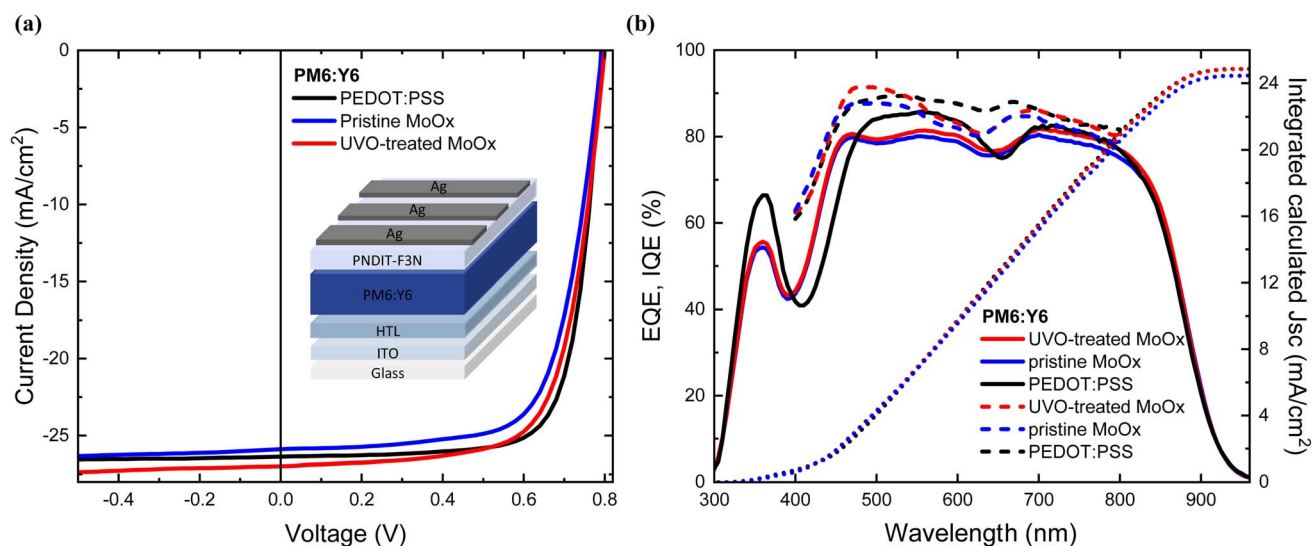 (a)
0
-5
-10
-15
-20
-25
Current Density (mA/cm²)
PM6:Y6
PEDOT:PSS
Pristine MoOx
UVO-treated MoOx
Ag
Ag
Ag
PNDIT-F3N
PM6:Y6
HTL
ITO
Glass
-0.4 -0.2 0.0 0.2 0.4 0.6 0.8
Voltage (V)
(b)
100
80
60
40
20
0
EQE, IQE (%)
PM6:Y6
UVO-treated MoOx
pristine MoOx
PEDOT:PSS
UVO-treated MoOx
pristine MoOx
PEDOT:PSS
24
20
16
12
8
4
0
Integrated calculated Jsc (mA/cm²)
300 400 500 600 700 800 900
Wavelength (nm)